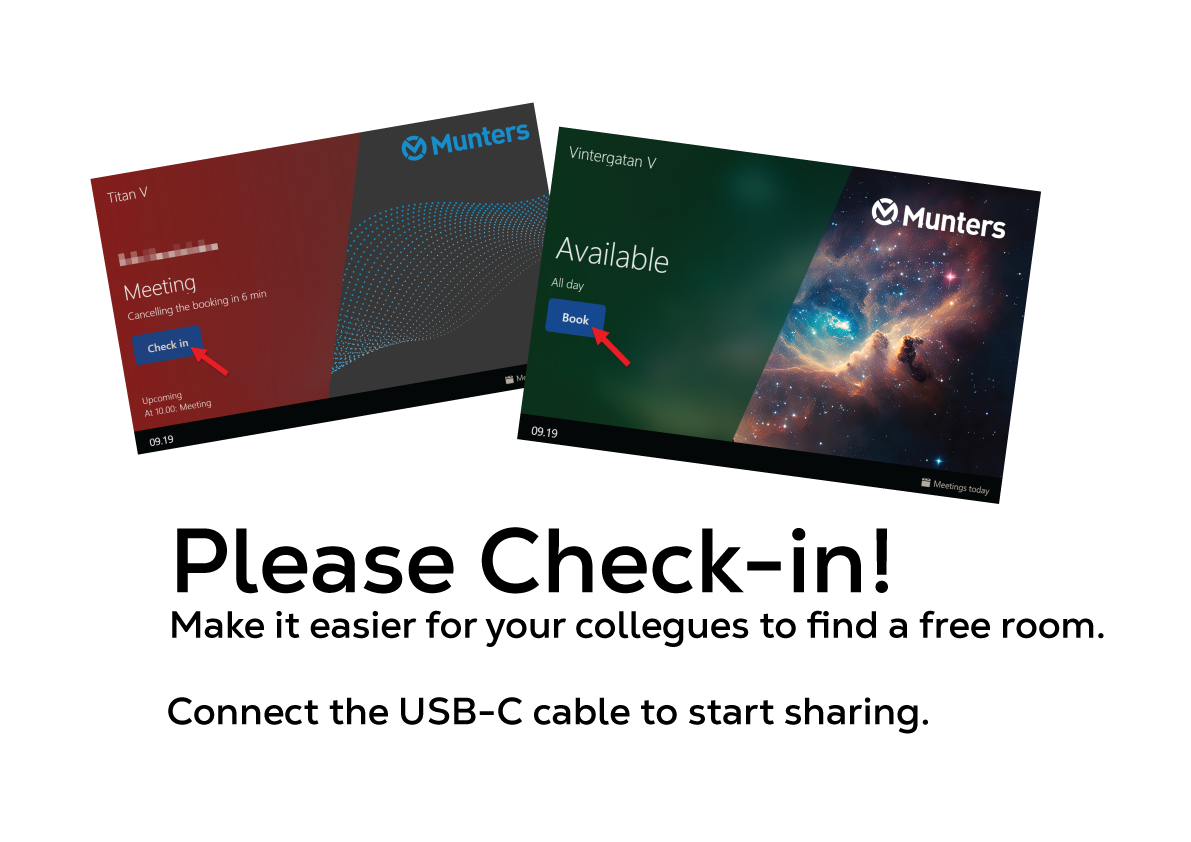 Titan V
Munters
Meeting
Cancelling the booking in 6 min
Check in
Upcoming
At 10.00: Meeting
09.19
Vintergatan V
Munters
Available
All day
Book
09.19
Meetings today
Please Check-in!
Make it easier for your collegues to find a free room.
Connect the USB-C cable to start sharing.